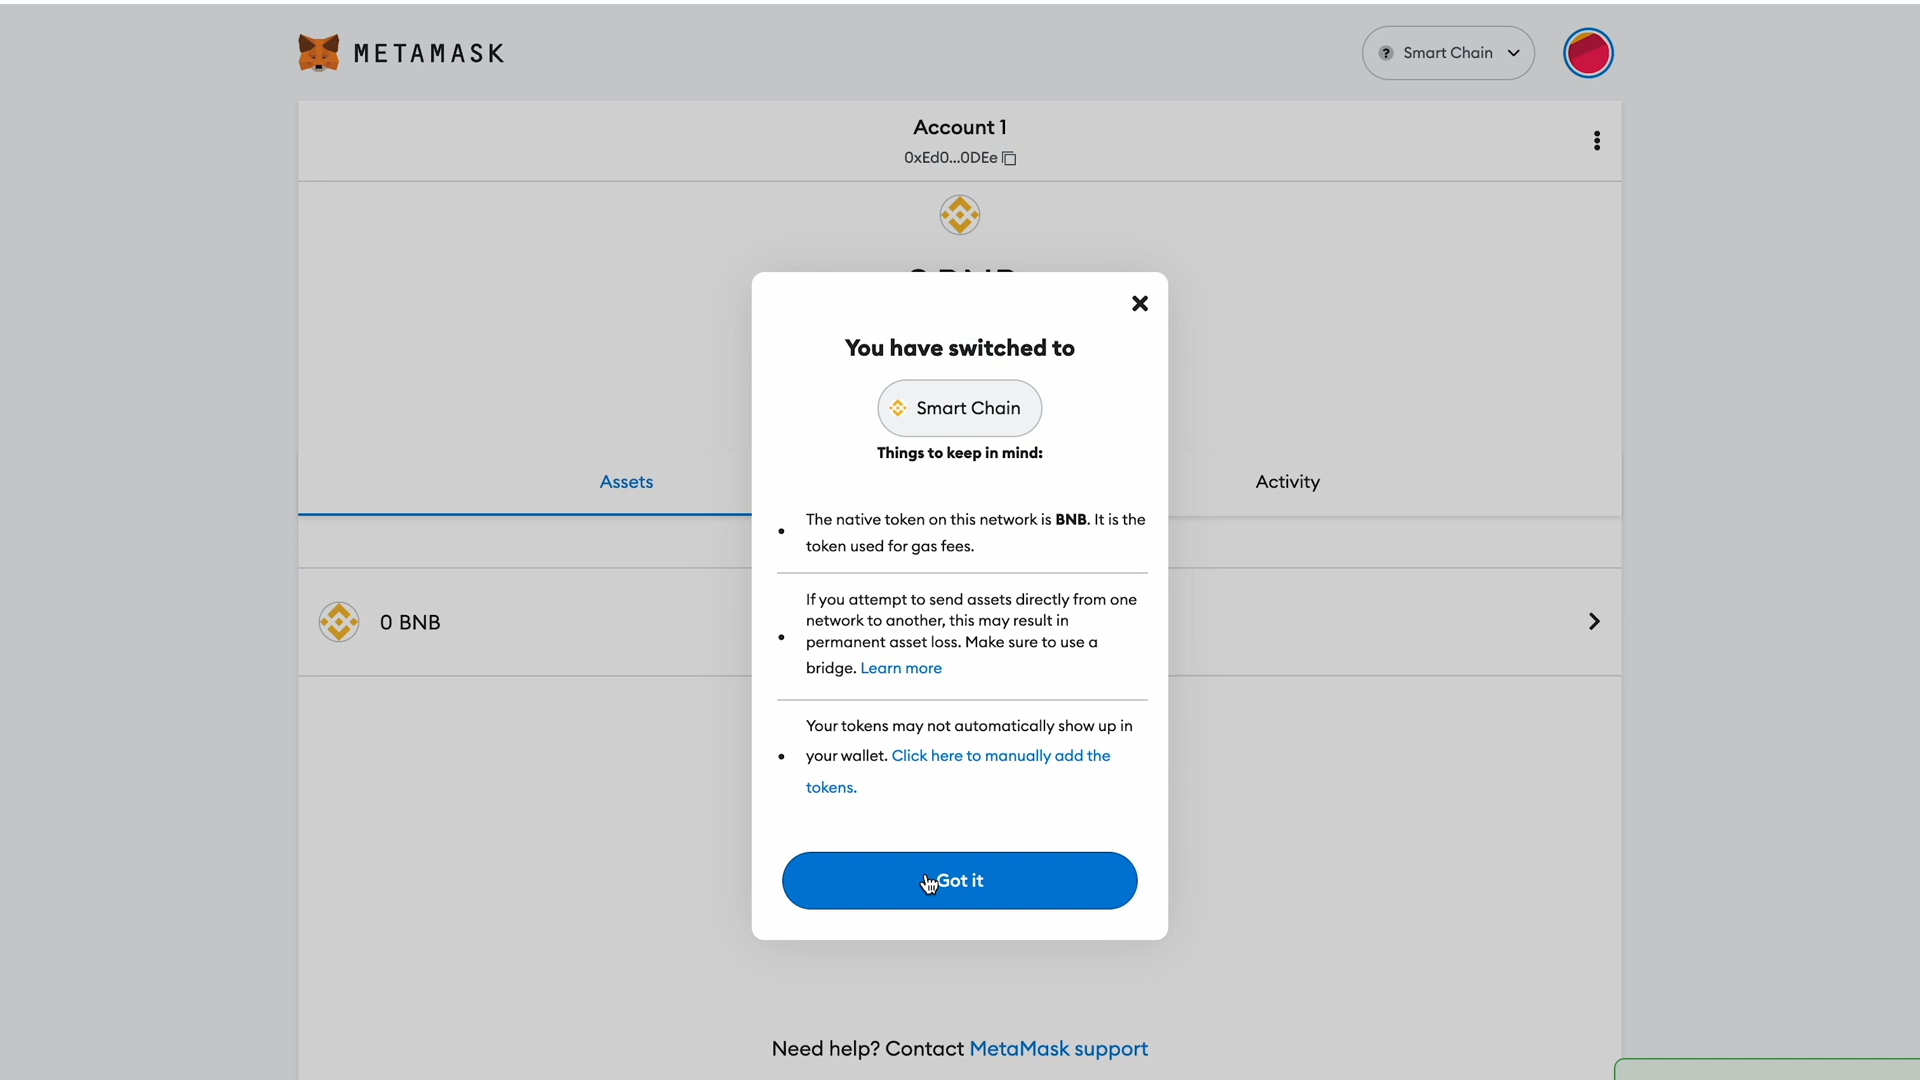 METAMASK
? Smart Chain
Account 1
0xEd0...0DEe
You have switched to
Smart Chain
Things to keep in mind:
Assets
Activity
The native token on this network is BNB. It is the
token used for gas fees.
If you attempt to send assets directly from one
network to another, this may result in
permanent asset loss. Make sure to use a
bridge. Learn more
0 BNB
Your tokens may not automatically show up in
your wallet. Click here to manually add the
tokens.
Got it
Need help? Contact MetaMask support